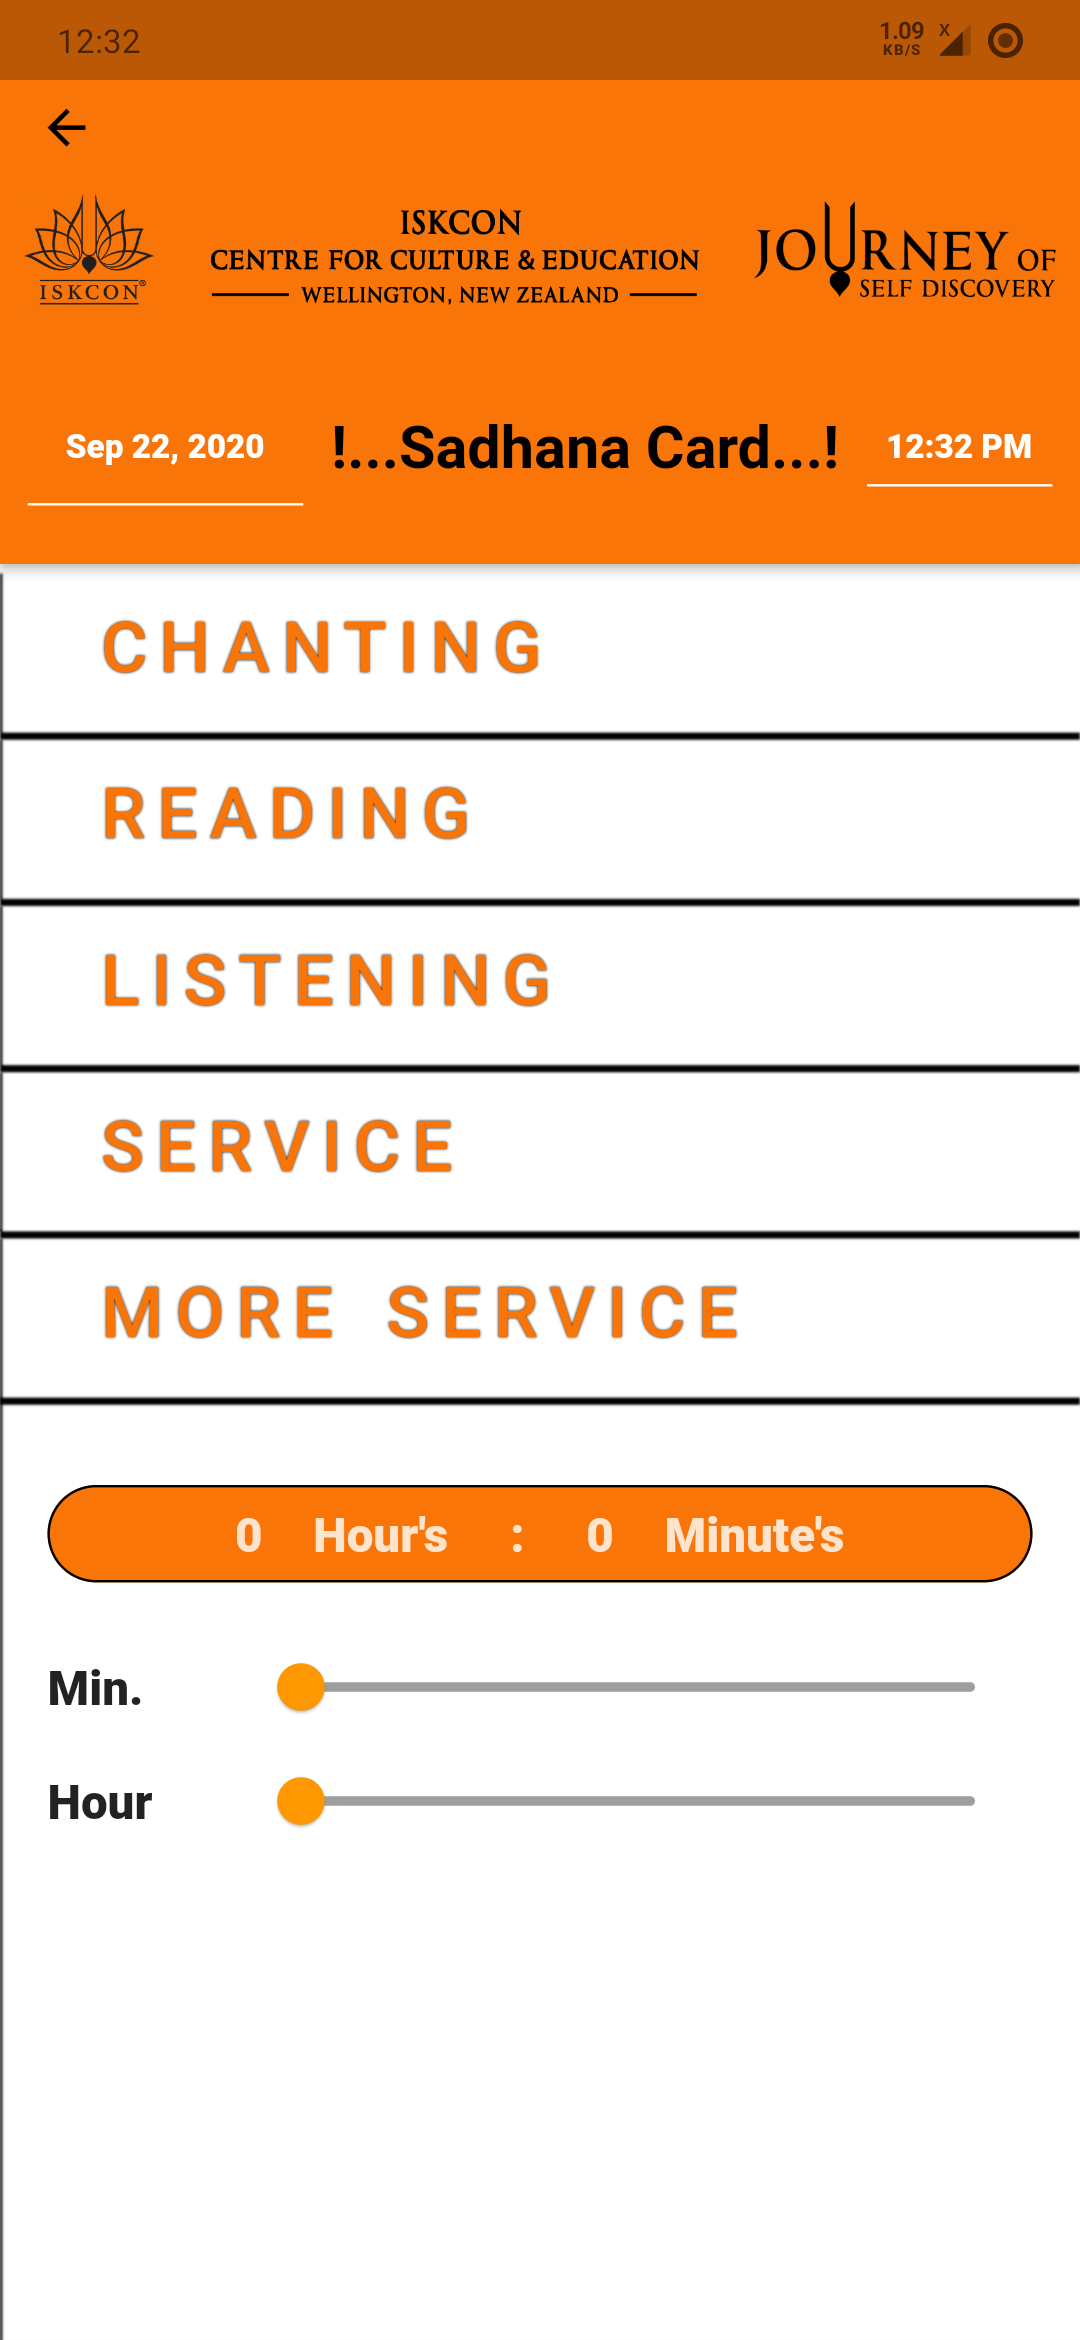 12:32
1.09
KB/S
X
ISKCON®
ISKCON
CENTRE FOR CULTURE & EDUCATION
WELLINGTON, NEW ZEALAND
JOURNEY OF
SELF DISCOVERY
Sep 22, 2020 !...Sadhana Card...! 12:32 PM
CHANTING
READING
LISTENING
SERVICE
MORE SERVICE
0 Hour's : 0 Minute's
Min.
Hour